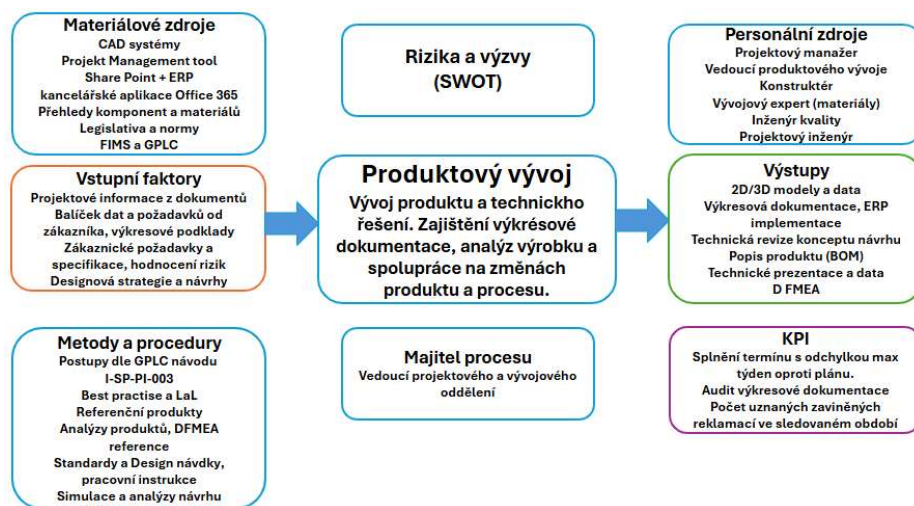 Materiálové zdroje
CAD systémy
Projekt Management tool
Share Point + ERP
kancelářské aplikace Office 365
Přehledy komponent a materiálů
Legislativa a normy
FIMS a GPLC
Rizika a výzvy
(SWOT)
Personální zdroje
Projektový manažer
Vedoucí produktového vývoje
Konstruktér
Vývojový expert (materiály)
Inženýr kvality
Projektový inženýr
Vstupní faktory
Projektové informace z dokumentů
Balíček dat a požadavků od
zákazníka, výkresové podklady
Zákaznické požadavky a
specifikace, hodnocení rizik
Designová strategie a návrhy
Produktový vývoj
Vývoj produktu a technickho
řešení. Zajištění výkrésové
dokumentace, analýz výrobku a
spolupráce na změnách
produktu a procesu.
Výstupy
2D/3D modely a data
Výkresová dokumentace, ERP
implementace
Technická revize konceptu návrhu
Popis produktu (BOM)
Technické prezentace a data
D FMEA
Metody a procedury
Postupy dle GPLC návodu
I-SP-PI-003
Best practise a LaL
Referenční produkty
Analýzy produktů, DFMEA
reference
Standardy a Design návdky,
pracovní instrukce
Simulace a analýzy návrhu
Majitel procesu
Vedoucí projektového a vývojového
oddělení
KPI
Splnění termínu s odchylkou max
týden oproti plánu.
Audit výkresové dokumentace
Počet uznaných zaviněných
reklamací ve sledovaném období